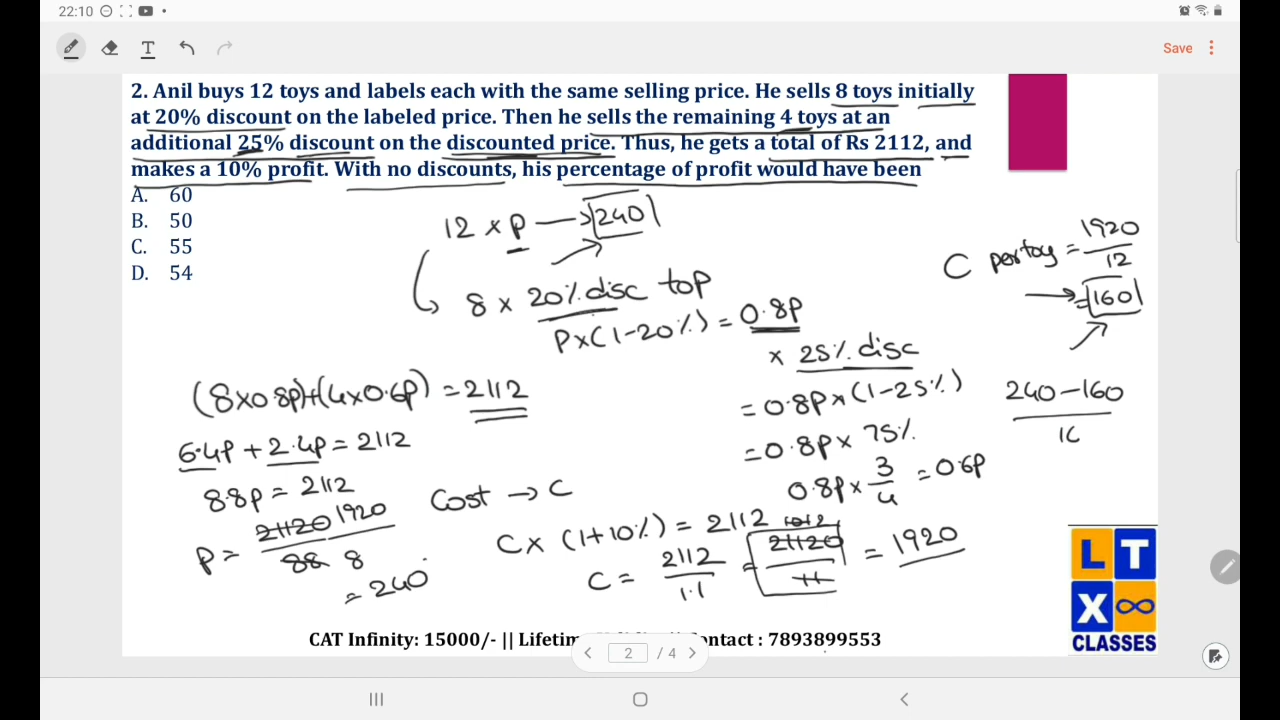 22:10
T
Save
2. Anil buys 12 toys and labels each with the same selling price. He sells 8 toys initially
at 20% discount on the labeled price. Then he sells the remaining 4 toys at an
additional 25% discount on the discounted price. Thus, he gets a total of Rs 2112, and
makes a 10% profit. With no discounts, his percentage of profit would have been
A. 60
B. 50
C. 55
D. 54
12 × p → 240
8 × 20% disc top
P×(1-20%) = 0.8P
× 25% disc
= 0.8P × (1-25%)
= 0.8P × 75%
0.8P × 3/4 = 0.6P
(8×0.8P)+(4×0.6P) = 2112
6.4P + 2.4P = 2112
8.8P = 2112
P = 21120 1920
88 8
= 240
Cost → C
C× (1+10%) = 2112
C = 2112/1.1 = 21120/11 = 1920
C per toy = 1920/12
= 160
240-160
16
LT
X∞
CLASSES
CAT Infinity: 15000/- || Lifetim
ontact : 7893899553
2 / 4